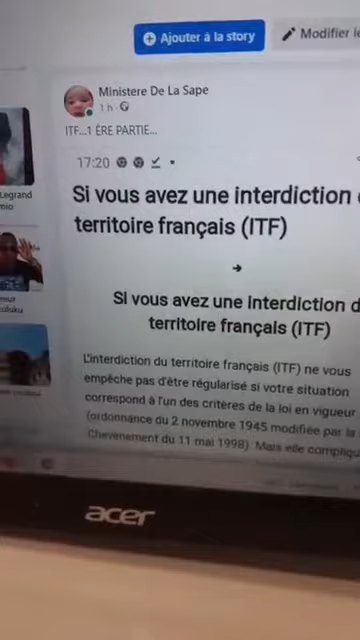 Ajouter à la story
Modifier le
Ministere De La Sape
1 h
Legrand
ITF...1 ÈRE PARTIE...
17:20
Si vous avez une interdiction
territoire français (ITF)
Si vous avez une interdiction d
territoire français (ITF)
L'interdiction du territoire français (ITF) ne vous
empêche pas d'être régularisé si votre situation
correspond à l'un des critères de la loi en vigueur
(ordonnance du 2 novembre 1945 modifiée par la
Chevènement du 11 mai 1998). Mais elle compliqu
acer